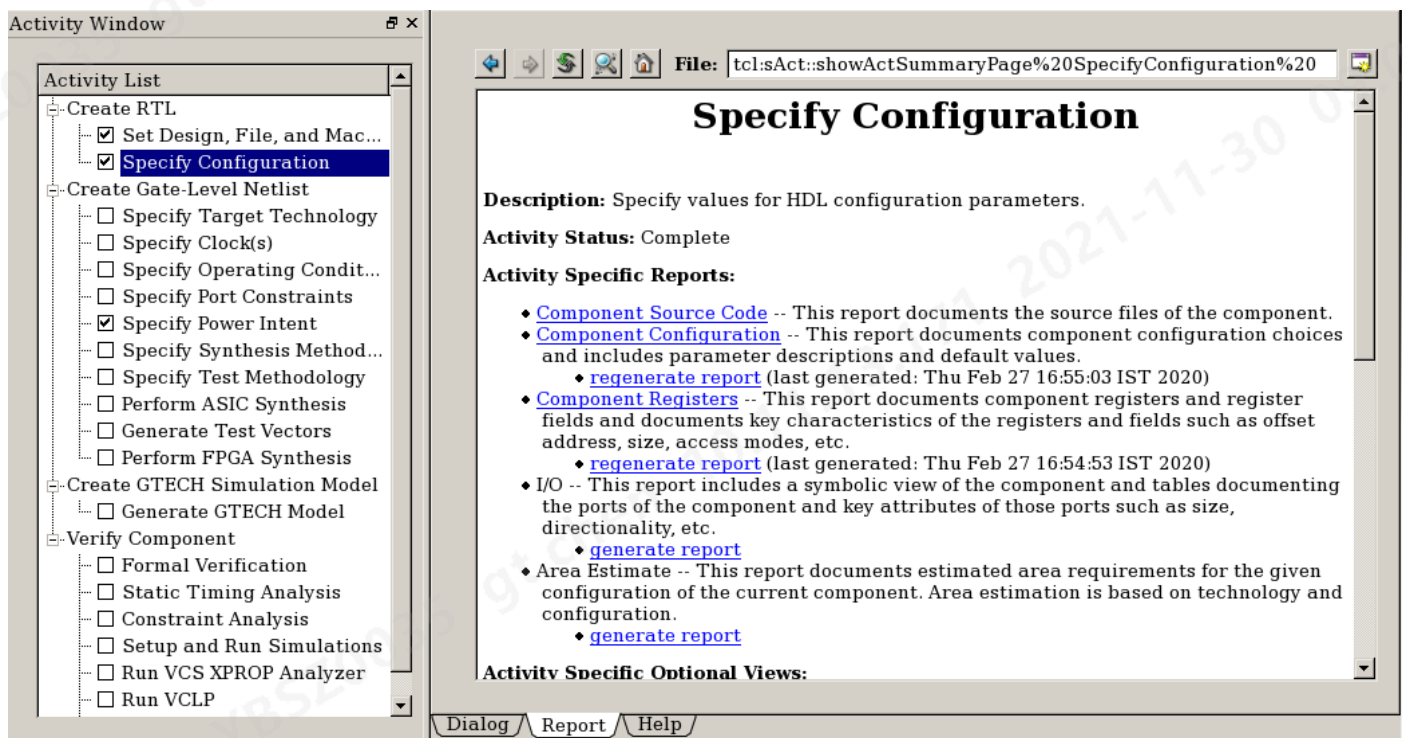 Activity Window
Activity List
Create RTL
Set Design, File, and Mac...
Specify Configuration
Create Gate-Level Netlist
Specify Target Technology
Specify Clock(s)
Specify Operating Condit...
Specify Port Constraints
Specify Power Intent
Specify Synthesis Method...
Specify Test Methodology
Perform ASIC Synthesis
Generate Test Vectors
Perform FPGA Synthesis
Create GTECH Simulation Model
Generate GTECH Model
Verify Component
Formal Verification
Static Timing Analysis
Constraint Analysis
Setup and Run Simulations
Run VCS XPROP Analyzer
Run VCLP
File: tcl:sAct::showActSummaryPage%20SpecifyConfiguration%20
Specify Configuration
Description: Specify values for HDL configuration parameters.
Activity Status: Complete
Activity Specific Reports:
Component Source Code -- This report documents the source files of the component.
Component Configuration -- This report documents component configuration choices
and includes parameter descriptions and default values.
regenerate report (last generated: Thu Feb 27 16:55:03 IST 2020)
Component Registers -- This report documents component registers and register
fields and documents key characteristics of the registers and fields such as offset
address, size, access modes, etc.
regenerate report (last generated: Thu Feb 27 16:54:53 IST 2020)
I/O -- This report includes a symbolic view of the component and tables documenting
the ports of the component and key attributes of those ports such as size,
directionality, etc.
generate report
Area Estimate -- This report documents estimated area requirements for the given
configuration of the current component. Area estimation is based on technology and
configuration.
generate report
Activity Specific Optional Views:
Dialog Report Help
2021-11-30